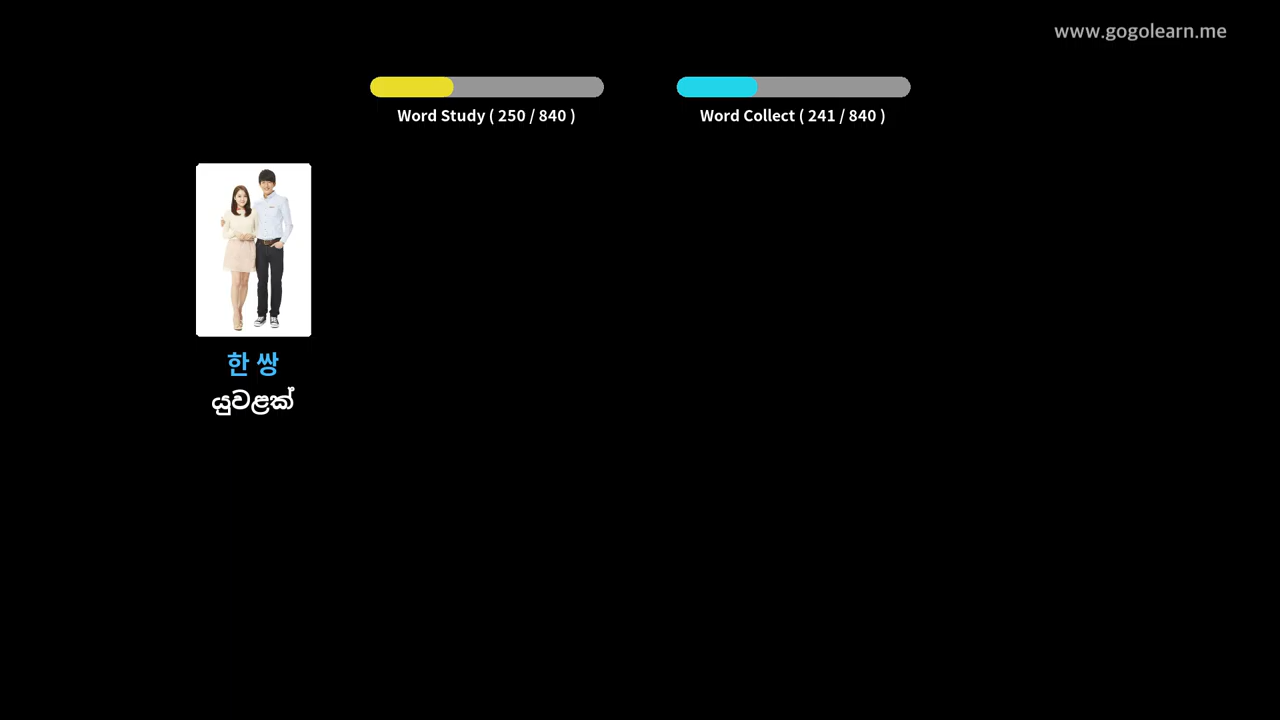 www.gogolearn.me
Word Study ( 250 / 840 )
Word Collect ( 241 / 840 )
한 쌍
යුවළක්